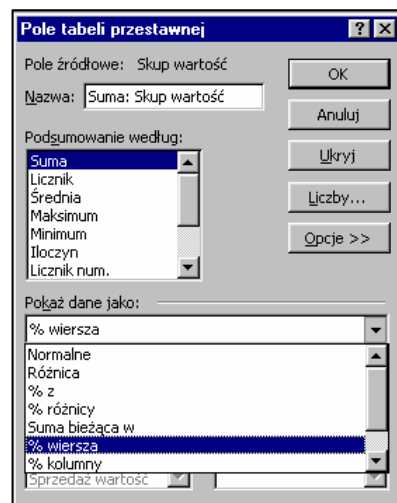 Pole tabeli przestawnej
Pole źródłowe: Skup wartość
OK
Nazwa: Suma: Skup wartość
Anuluj
Podsumowanie według:
Ukryj
Suma
Licznik
Średnia
Maksimum
Minimum
Iloczyn
Licznik num.
Liczby...
Opcje >>
Pokaż dane jako:
% wiersza
Normalne
Różnica
% z
% różnicy
Suma bieżąca w
% wiersza
% kolumny
Sprzedaż wartość